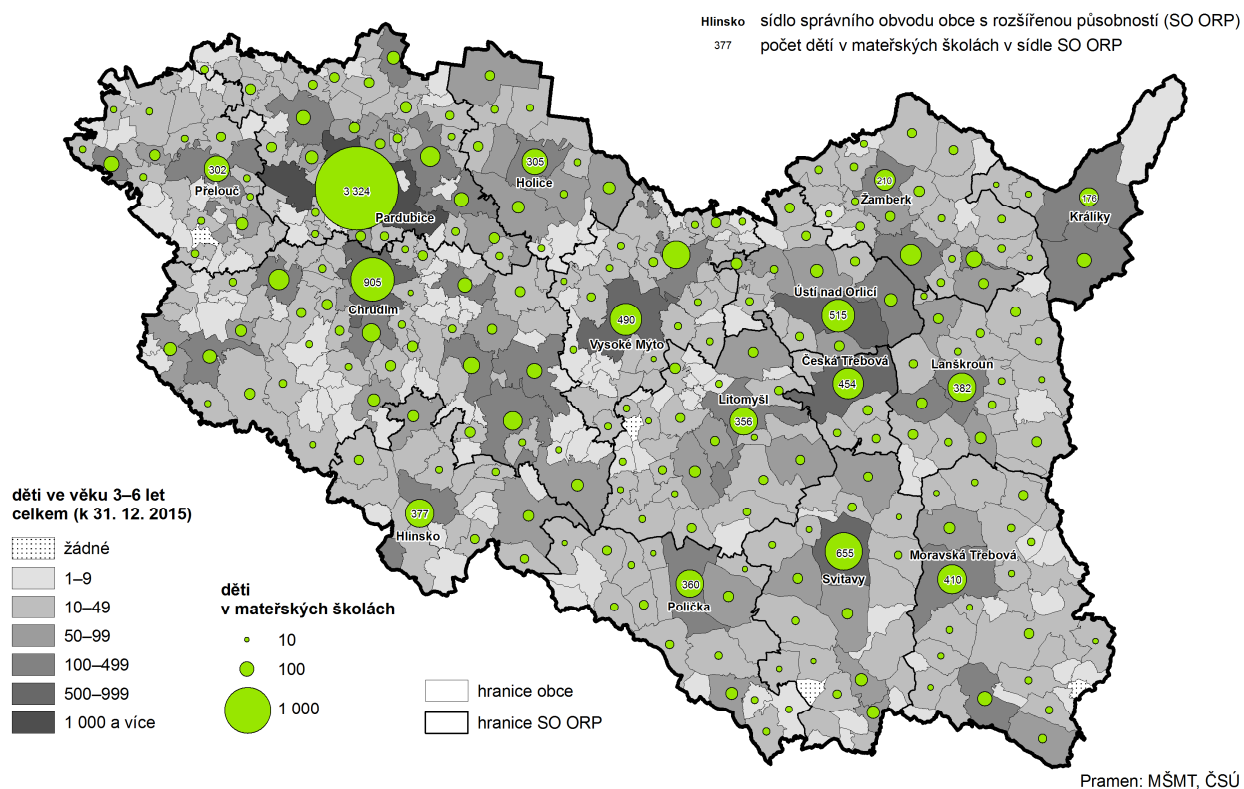 Hlinsko sídlo správního obvodu obce s rozšířenou působností (SO ORP)
377 počet dětí v mateřských školách v sídle SO ORP
302
Přelouč
3 324
Pardubice
305
Holice
210
Žamberk
176
Králíky
905
Chrudim
490
Vysoké Mýto
Ústí nad Orlicí
515
Česká Třebová
454
Lanškroun
382
Litomyšl
356
377
Hlinsko
360
Polička
655
Svitavy
Moravská Třebová
410
děti ve věku 3–6 let
celkem (k 31. 12. 2015)
žádné
1–9
10–49
50–99
100–499
500–999
1 000 a více
děti
v mateřských školách
10
100
1 000
hranice obce
hranice SO ORP
Pramen: MŠMT, ČSÚ